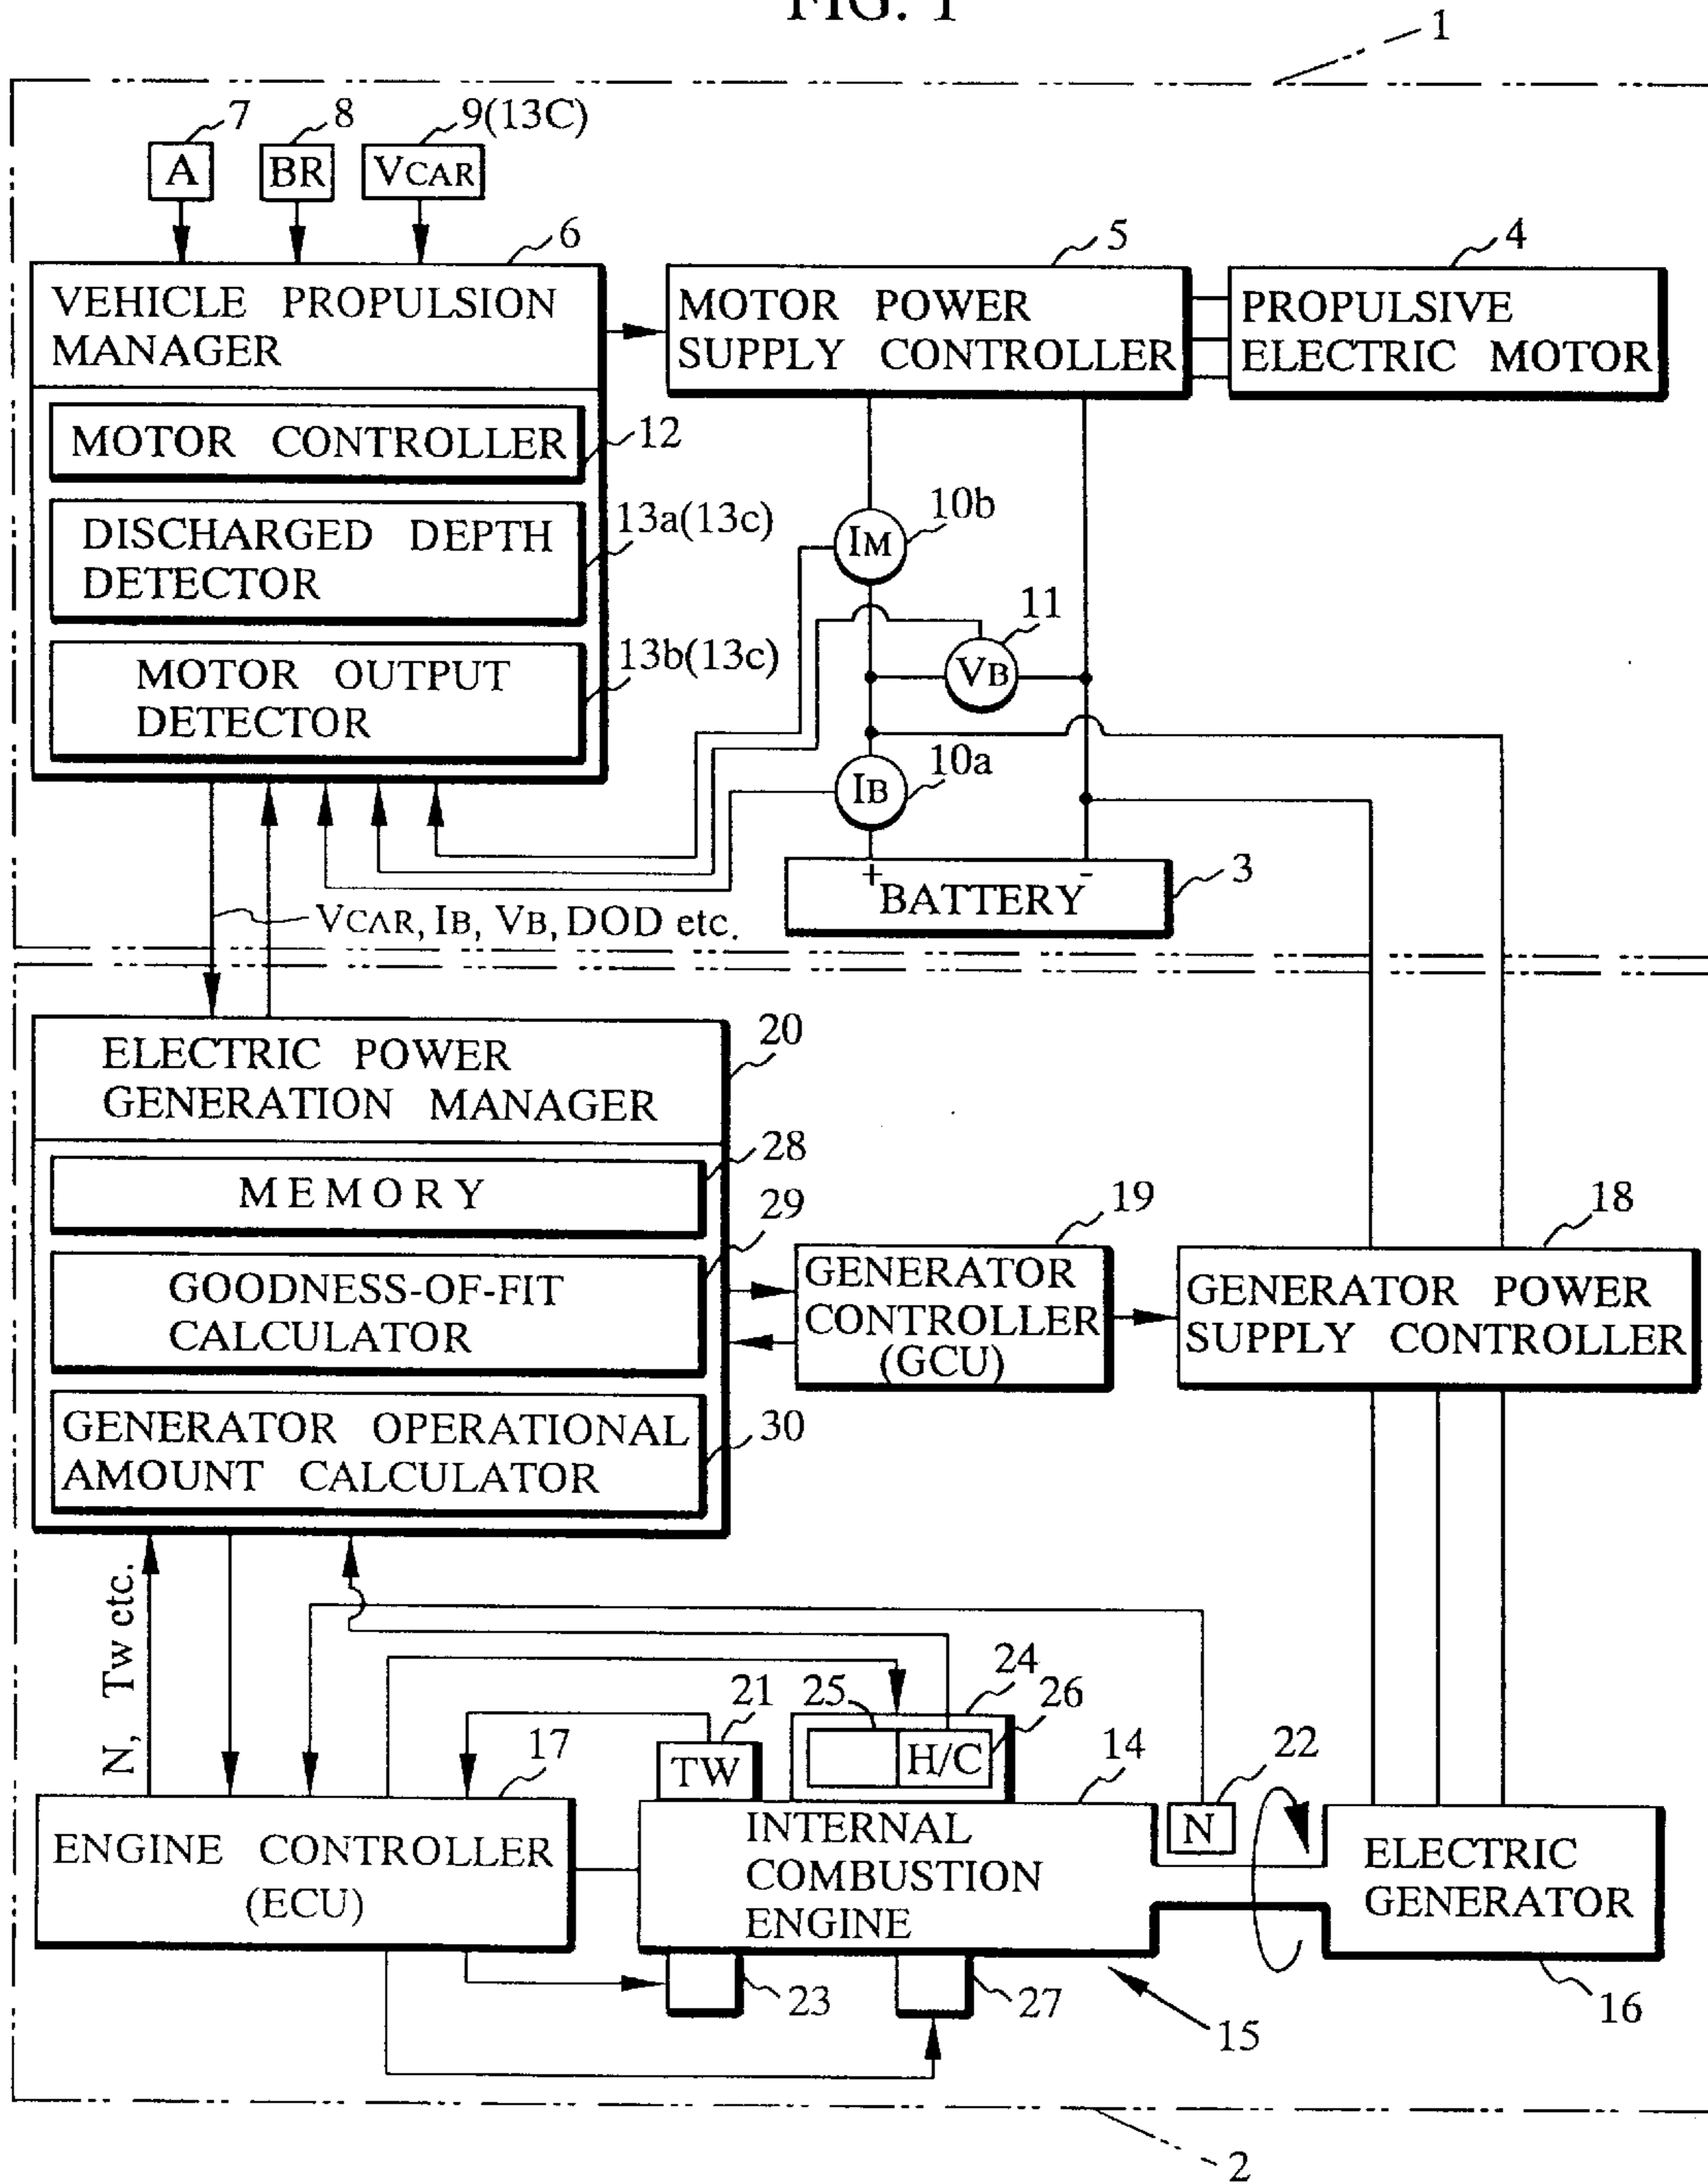 FIG. 1
1
7
8
9(13C)
A
BR
VCAR
6
5
4
VEHICLE PROPULSION
MANAGER
MOTOR POWER
SUPPLY CONTROLLER
PROPULSIVE
ELECTRIC MOTOR
MOTOR CONTROLLER
12
DISCHARGED DEPTH
DETECTOR
13a(13c)
IM
10b
MOTOR OUTPUT
DETECTOR
13b(13c)
VB
11
IB
10a
+
-
BATTERY
3
VCAR, IB, VB, DOD etc.
ELECTRIC POWER
GENERATION MANAGER
20
MEMORY
28
GOODNESS-OF-FIT
CALCULATOR
29
GENERATOR OPERATIONAL
AMOUNT CALCULATOR
30
GENERATOR
CONTROLLER
(GCU)
19
GENERATOR POWER
SUPPLY CONTROLLER
18
N, Tw ctc.
17
21
25
24
26
14
22
TW
H/C
N
ENGINE CONTROLLER
(ECU)
INTERNAL
COMBUSTION
ENGINE
ELECTRIC
GENERATOR
23
27
15
16
2